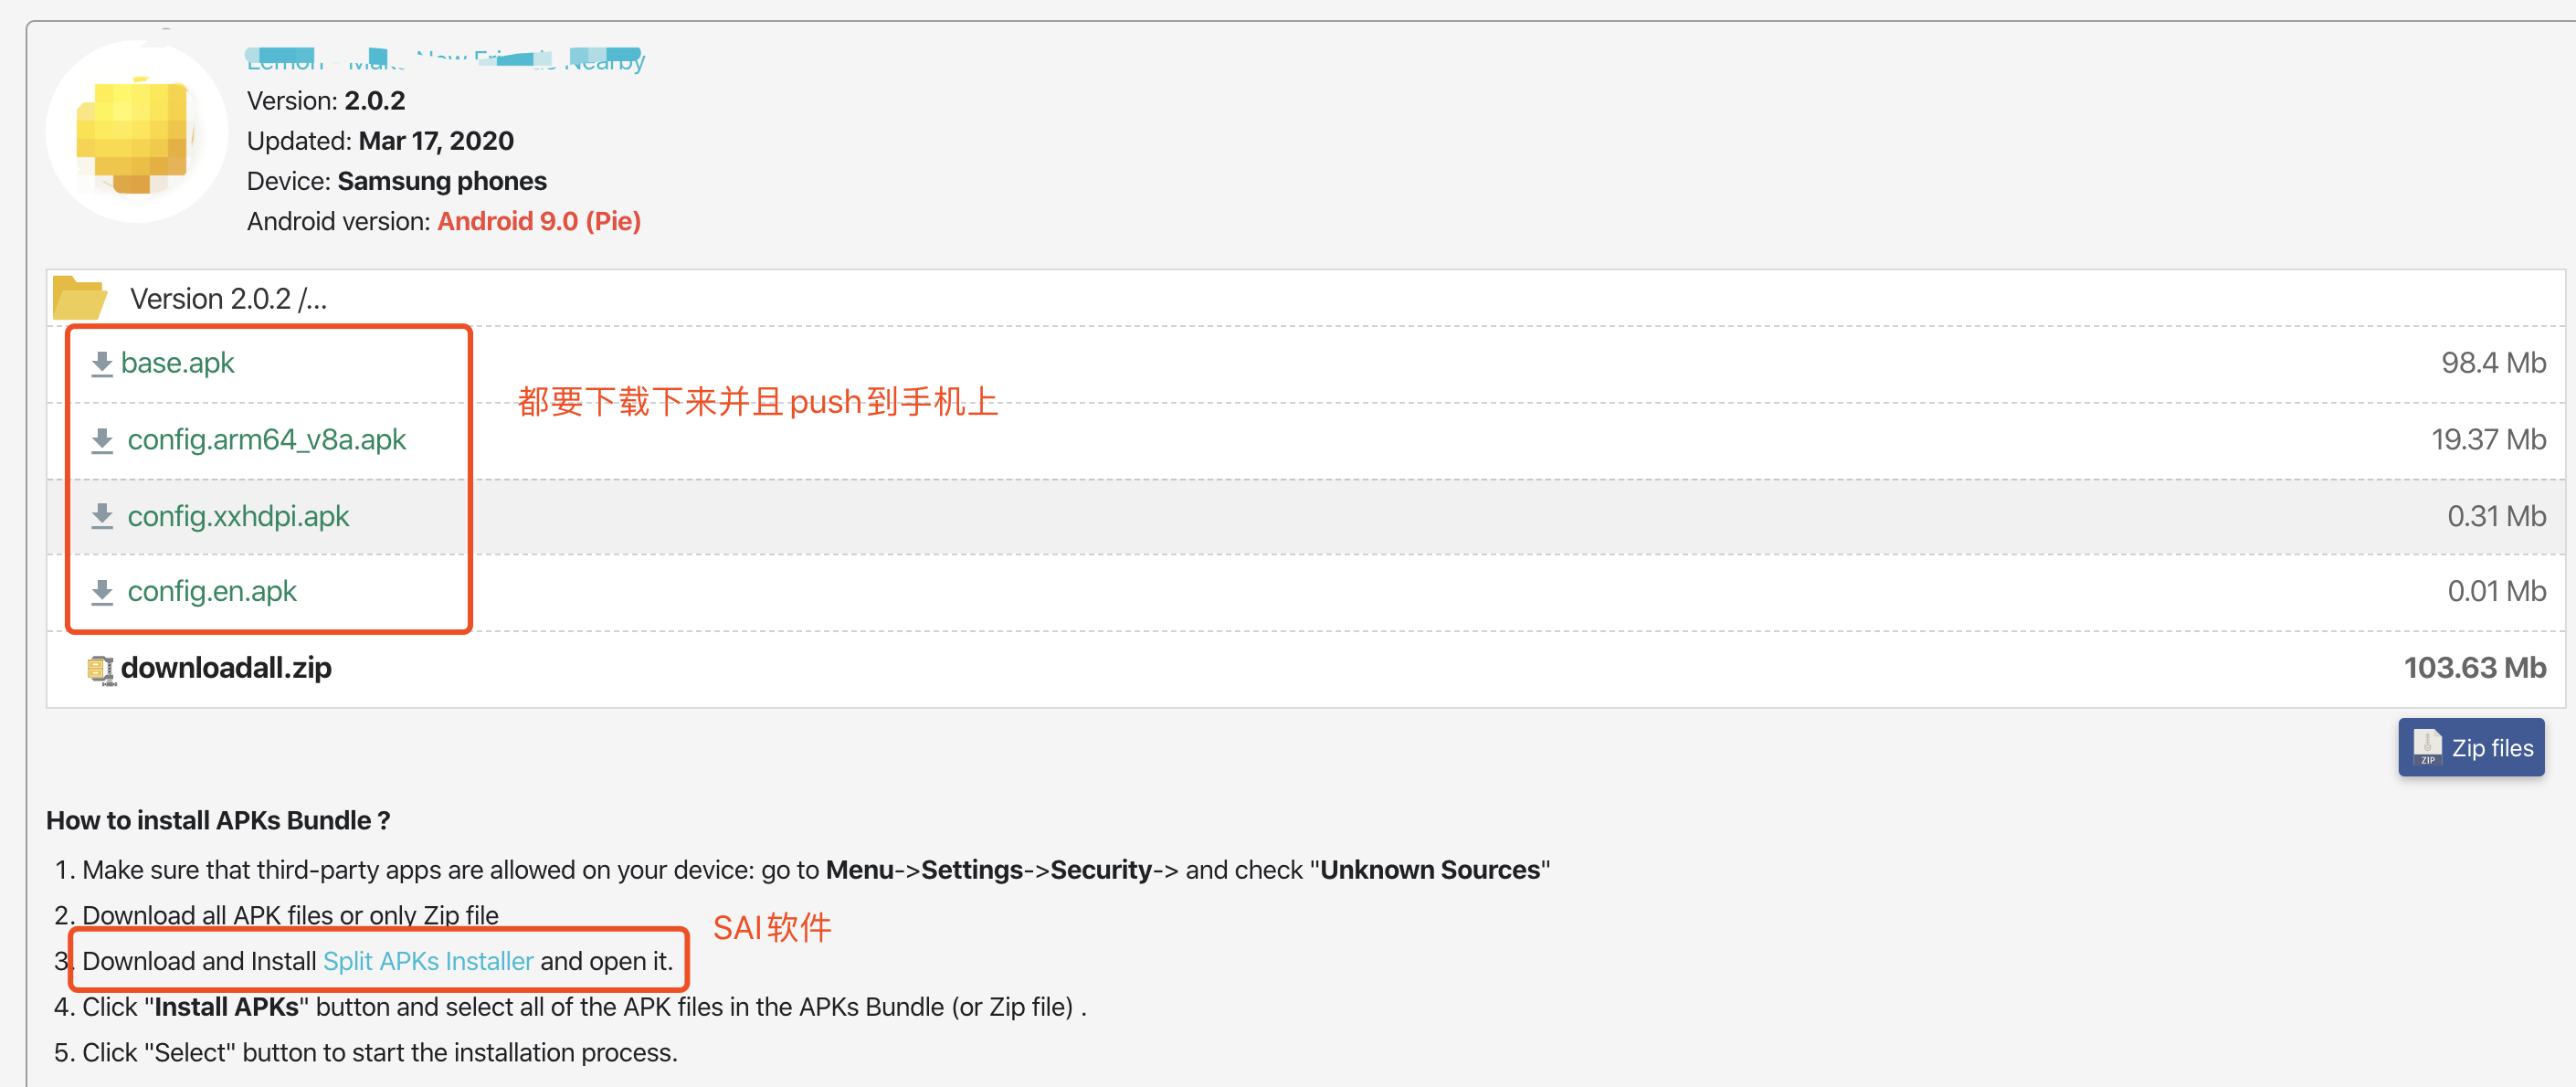 Nearby
Version: 2.0.2
Updated: Mar 17, 2020
Device: Samsung phones
Android version: Android 9.0 (Pie)
Version 2.0.2 /...
base.apk 98.4 Mb
都要下载下来并且push到手机上
config.arm64_v8a.apk 19.37 Mb
config.xxhdpi.apk 0.31 Mb
config.en.apk 0.01 Mb
downloadall.zip 103.63 Mb
ZIP Zip files
How to install APKs Bundle ?
1. Make sure that third-party apps are allowed on your device: go to Menu->Settings->Security-> and check "Unknown Sources"
2. Download all APK files or only Zip file
SAI软件
3. Download and Install Split APKs Installer and open it.
4. Click "Install APKs" button and select all of the APK files in the APKs Bundle (or Zip file) .
5. Click "Select" button to start the installation process.